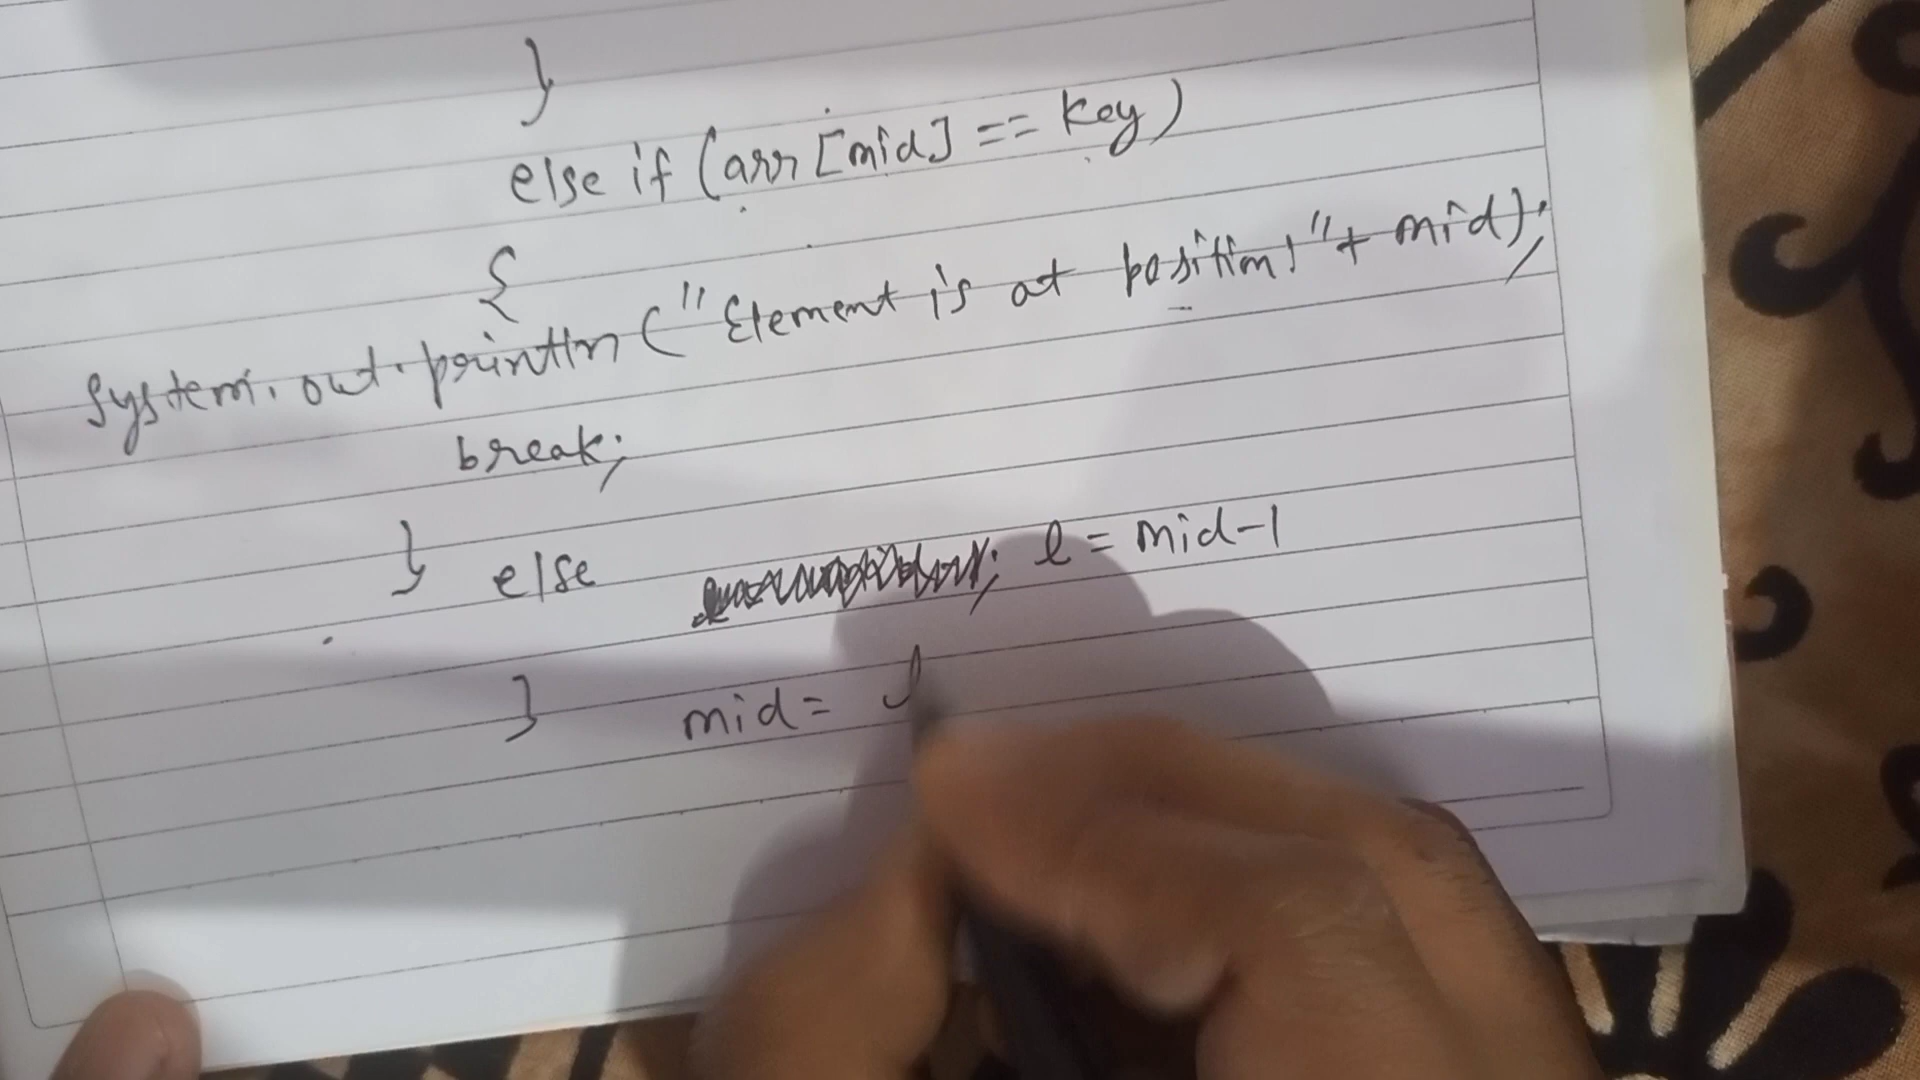 }
else if (arr [mid] == key)
{
System.out.println ("Element is at position!"+ mid);
break;
} else l = mid-1
} mid= l